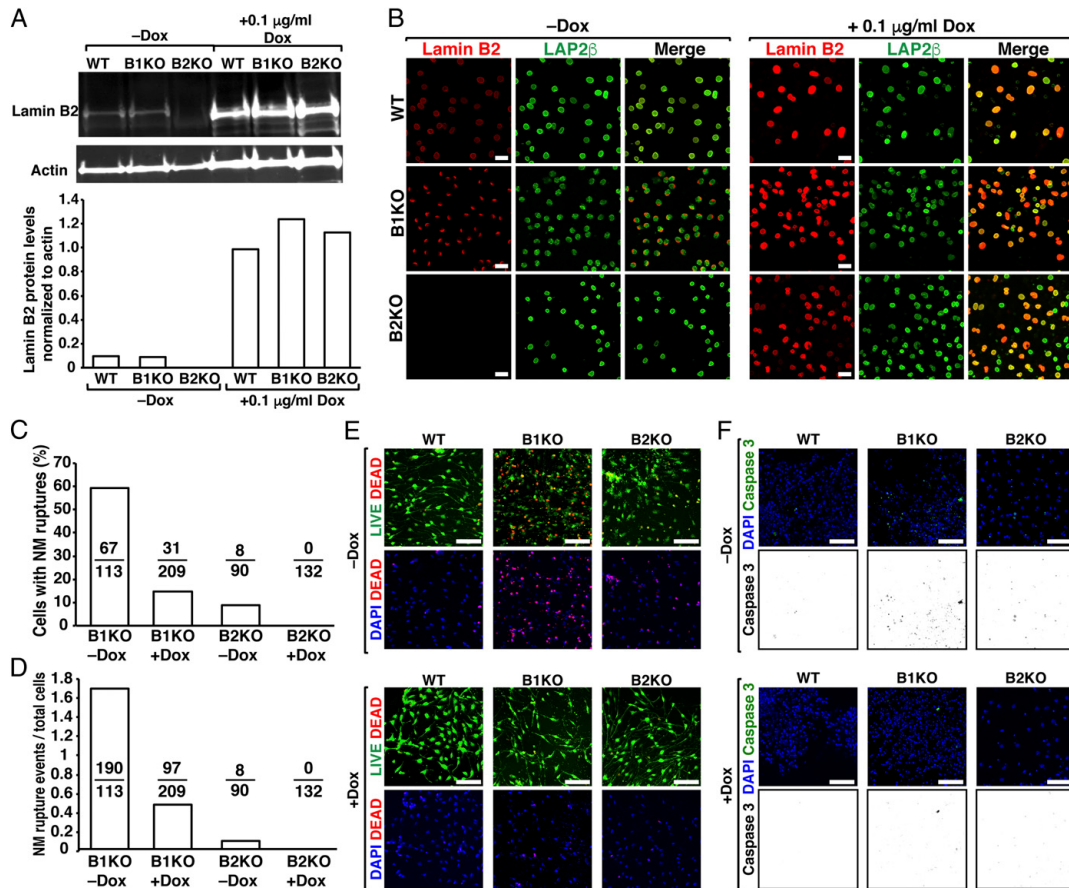 A
–Dox
+0.1 µg/ml
Dox
WT B1KO B2KO WT B1KO B2KO
Lamin B2
Actin
Lamin B2 protein levels
normalized to actin
1.4
1.2
1.0
0.8
0.6
0.4
0.2
0
WT B1KO B2KO WT B1KO B2KO
–Dox +0.1 µg/ml Dox
B
–Dox
Lamin B2 LAP2β Merge
+ 0.1 µg/ml Dox
Lamin B2 LAP2β Merge
WT
B1KO
B2KO
C
Cells with NM ruptures (%)
70
60
50
40
30
20
10
0
67
113
31
209
8
90
0
132
B1KO B1KO B2KO B2KO
–Dox +Dox –Dox +Dox
D
NM rupture events / total cells
1.8
1.6
1.4
1.2
1.0
0.8
0.6
0.4
0.2
0
190
113
97
209
8
90
0
132
B1KO B1KO B2KO B2KO
–Dox +Dox –Dox +Dox
E
WT B1KO B2KO
–Dox
LIVE DEAD
DAPI DEAD
WT B1KO B2KO
+Dox
LIVE DEAD
DAPI DEAD
F
WT B1KO B2KO
–Dox
DAPI Caspase 3
Caspase 3
WT B1KO B2KO
+Dox
DAPI Caspase 3
Caspase 3